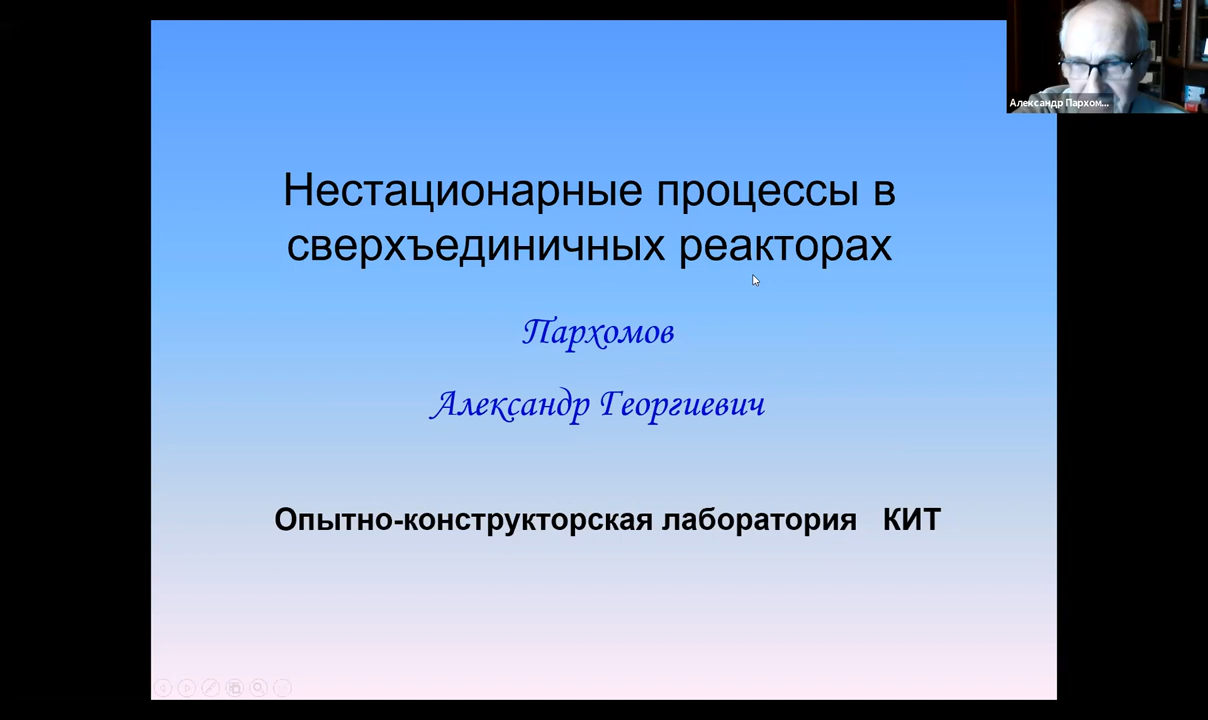 Александр Пархом...
Нестационарные процессы в
сверхъединичных реакторах
Пархомов
Александр Георгиевич
Опытно-конструкторская лаборатория КИТ